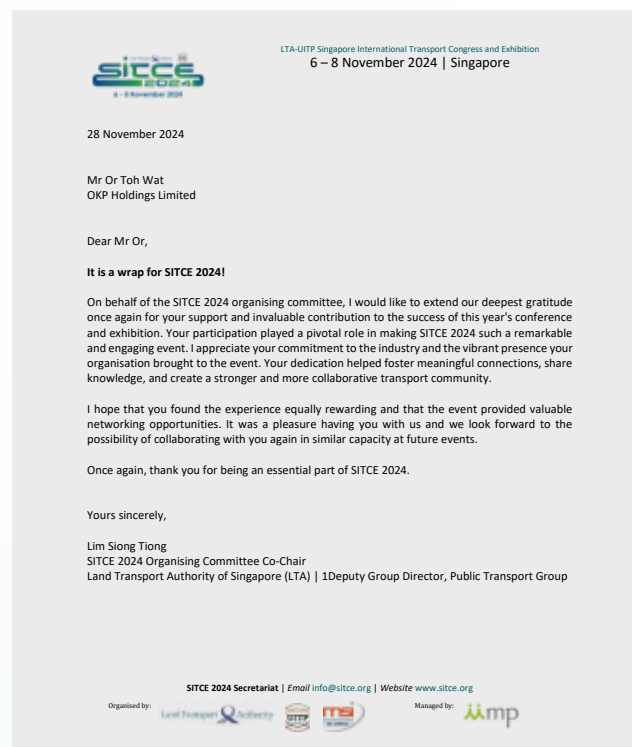 SITCE
2024
6 – 8 November 2024
LTA-UITP Singapore International Transport Congress and Exhibition
6 – 8 November 2024 | Singapore
28 November 2024
Mr Or Toh Wat
OKP Holdings Limited
Dear Mr Or,
It is a wrap for SITCE 2024!
On behalf of the SITCE 2024 organising committee, I would like to extend our deepest gratitude
once again for your support and invaluable contribution to the success of this year's conference
and exhibition. Your participation played a pivotal role in making SITCE 2024 such a remarkable
and engaging event. I appreciate your commitment to the industry and the vibrant presence your
organisation brought to the event. Your dedication helped foster meaningful connections, share
knowledge, and create a stronger and more collaborative transport community.
I hope that you found the experience equally rewarding and that the event provided valuable
networking opportunities. It was a pleasure having you with us and we look forward to the
possibility of collaborating with you again in similar capacity at future events.
Once again, thank you for being an essential part of SITCE 2024.
Yours sincerely,
Lim Siong Tiong
SITCE 2024 Organising Committee Co-Chair
Land Transport Authority of Singapore (LTA) | 1Deputy Group Director, Public Transport Group
SITCE 2024 Secretariat | Email info@sitce.org | Website www.sitce.org
Organised by: Land Transport Authority UITP msi Managed by: mp